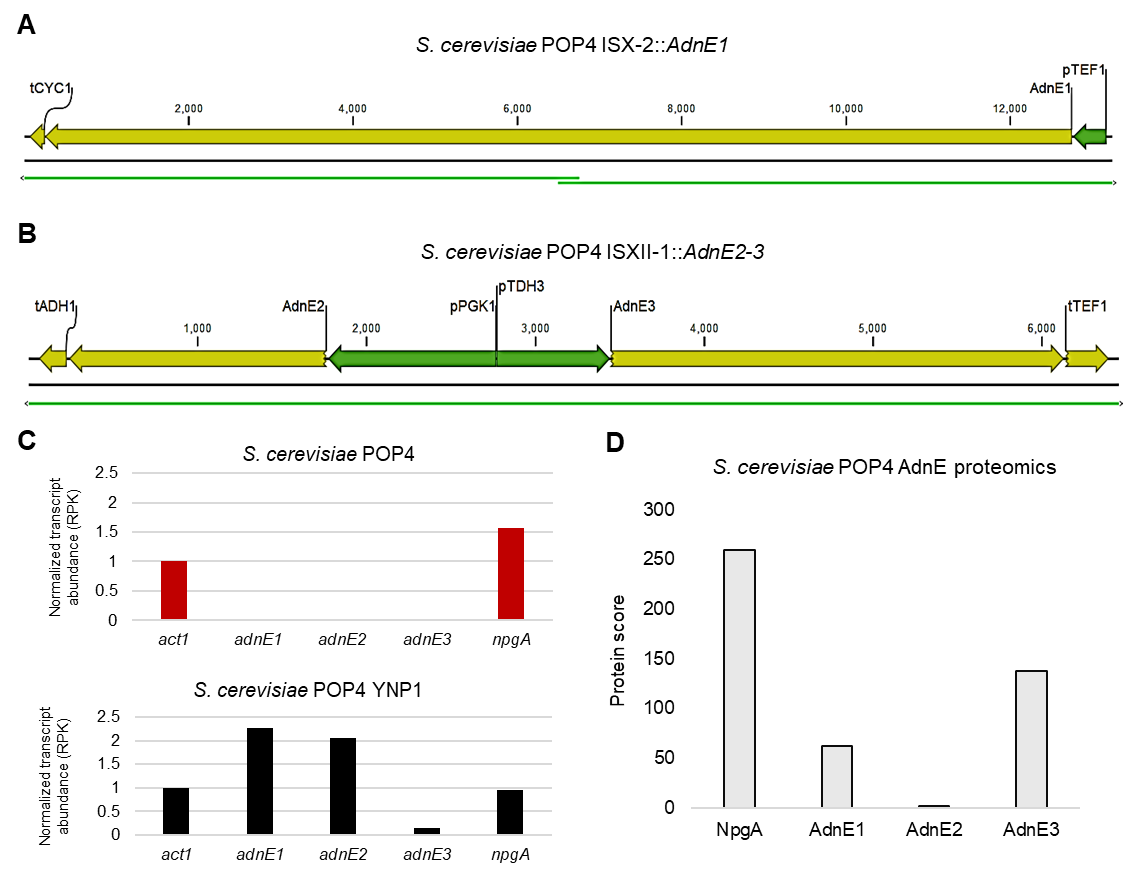 A
S. cerevisiae POP4 ISX-2::AdnE1
pTEF1
tCYC1
AdnE1
2,000
4,000
6,000
8,000
10,000
12,000
B
S. cerevisiae POP4 ISXII-1::AdnE2-3
pTDH3
tADH1
AdnE2
pPGK1
AdnE3
tTEF1
1,000
2,000
3,000
4,000
5,000
6,000
C
S. cerevisiae POP4
Normalized transcript
abundance (RPK)
2.5
2
1.5
1
0.5
0
act1
adnE1
adnE2
adnE3
npgA
S. cerevisiae POP4 YNP1
Normalized transcript
abundance (RPK)
2.5
2
1.5
1
0.5
0
act1
adnE1
adnE2
adnE3
npgA
D
S. cerevisiae POP4 AdnE proteomics
Protein score
300
250
200
150
100
50
0
NpgA
AdnE1
AdnE2
AdnE3